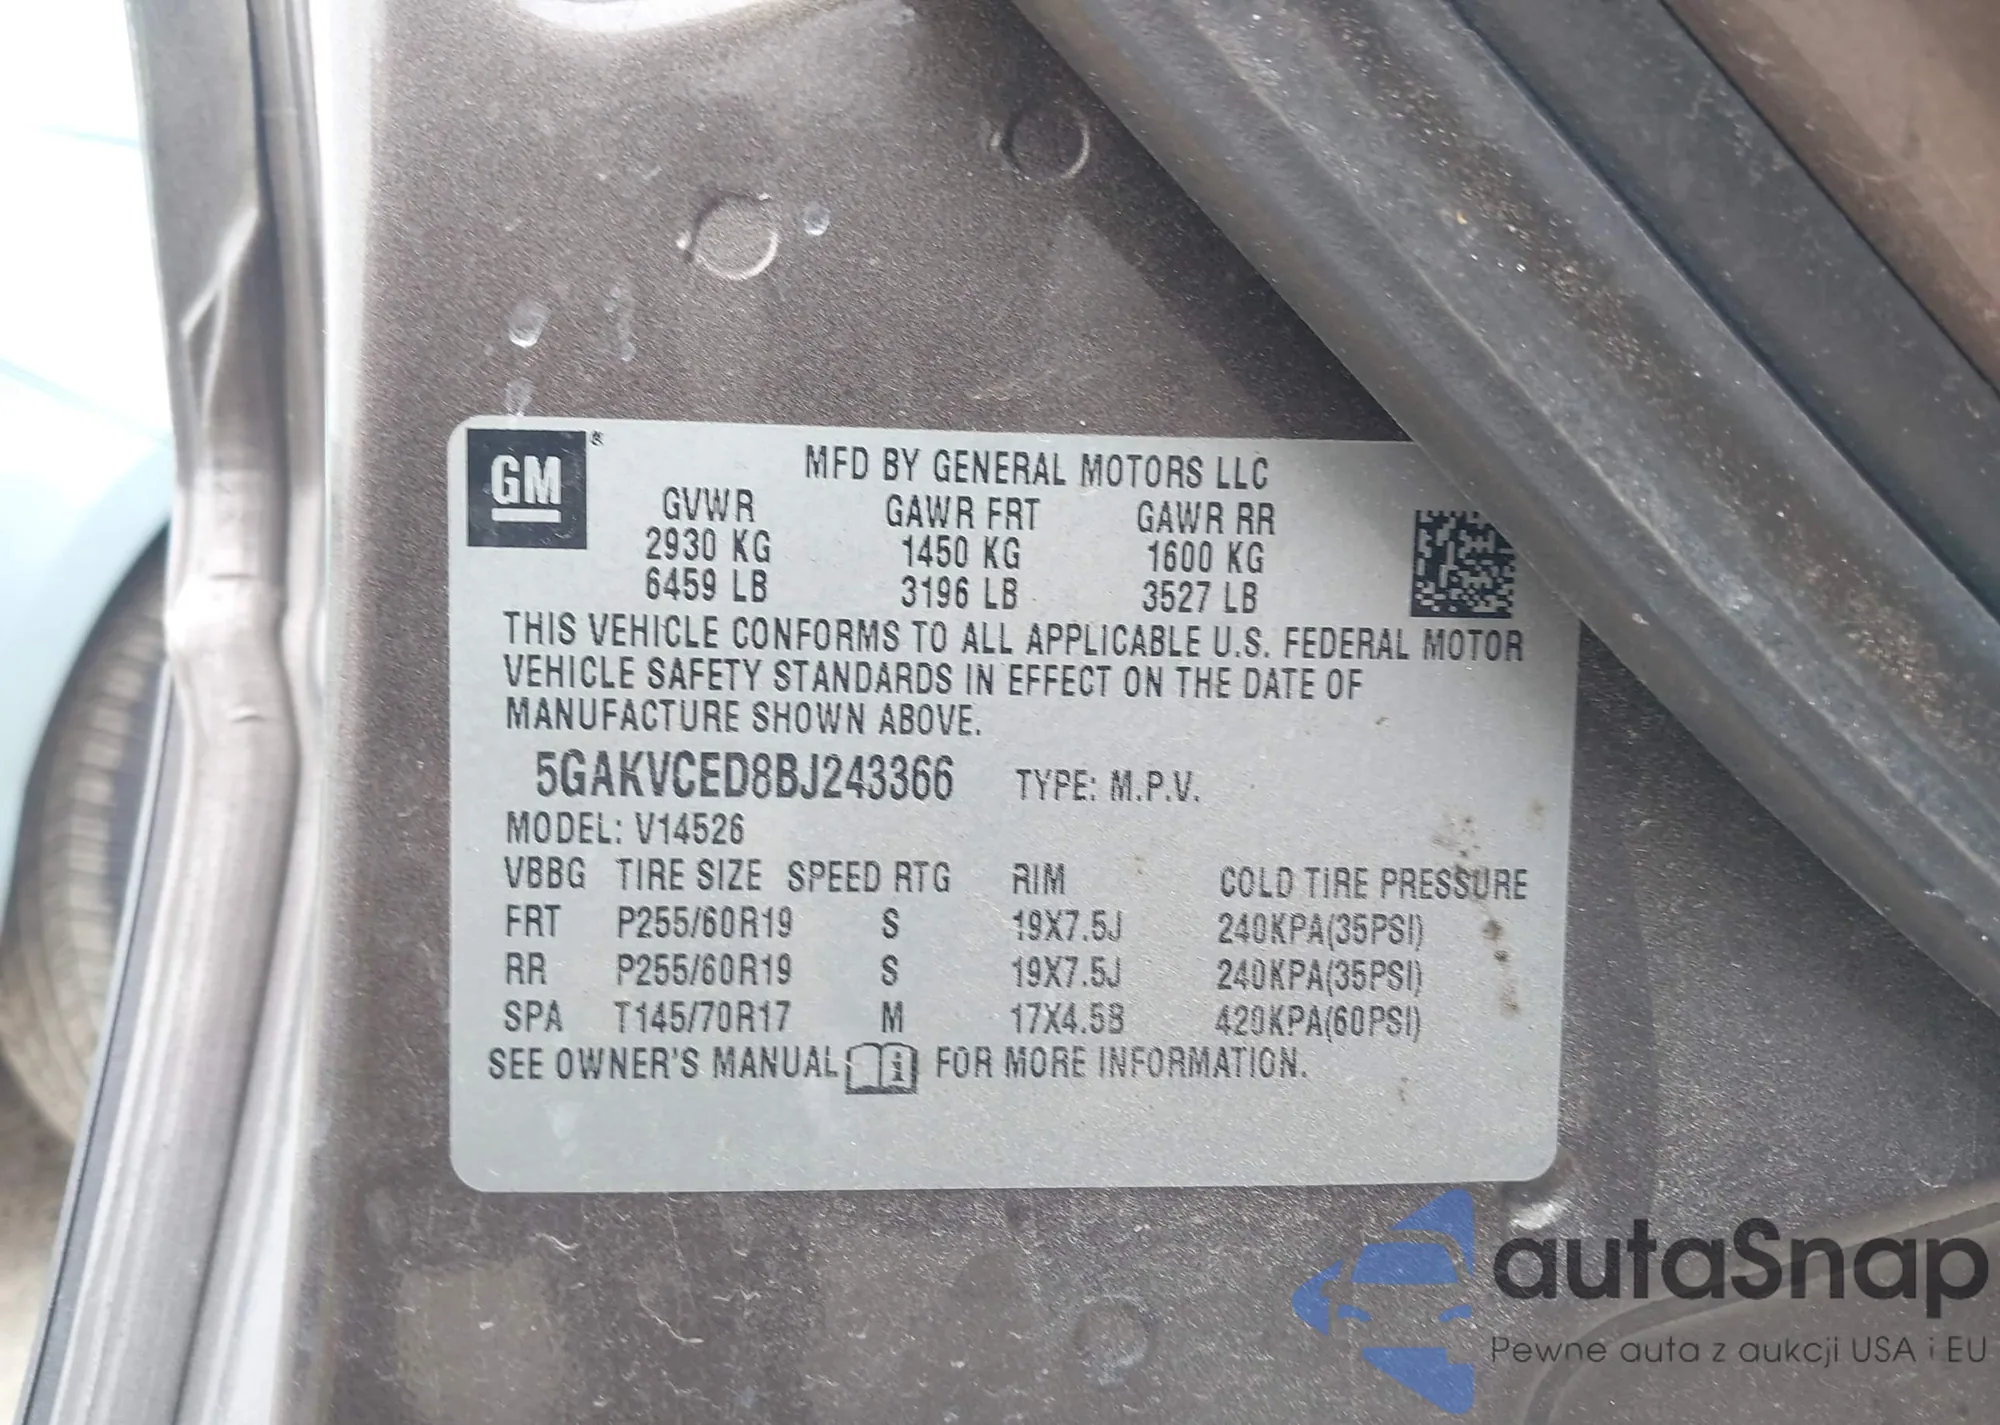 GM ®
MFD BY GENERAL MOTORS LLC
GVWR GAWR FRT GAWR RR
2930 KG 1450 KG 1600 KG
6459 LB 3196 LB 3527 LB
THIS VEHICLE CONFORMS TO ALL APPLICABLE U.S. FEDERAL MOTOR
VEHICLE SAFETY STANDARDS IN EFFECT ON THE DATE OF
MANUFACTURE SHOWN ABOVE.
5GAKVCED8BJ243366 TYPE: M.P.V.
MODEL: V14526
VBBG TIRE SIZE SPEED RTG RIM COLD TIRE PRESSURE
FRT P255/60R19 S 19X7.5J 240KPA(35PSI)
RR P255/60R19 S 19X7.5J 240KPA(35PSI)
SPA T145/70R17 M 17X4.5B 420KPA(60PSI)
SEE OWNER'S MANUAL i FOR MORE INFORMATION.
autaSnap
Pewne auta z aukcji USA i EU